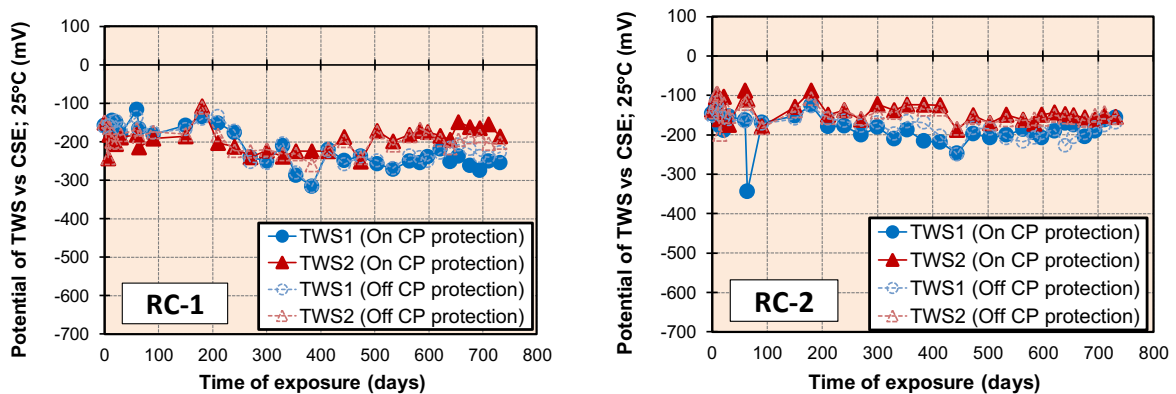 Potential of TWS vs CSE; 25°C (mV)
100
0
-100
-200
-300
-400
-500
-600
-700
TWS1 (On CP protection)
TWS2 (On CP protection)
TWS1 (Off CP protection)
TWS2 (Off CP protection)
RC-1
0 100 200 300 400 500 600 700 800
Time of exposure (days)
Potential of TWS vs CSE; 25°C (mV)
100
0
-100
-200
-300
-400
-500
-600
-700
TWS1 (On CP protection)
TWS2 (On CP protection)
TWS1 (Off CP protection)
TWS2 (Off CP protection)
RC-2
0 100 200 300 400 500 600 700 800
Time of exposure (days)